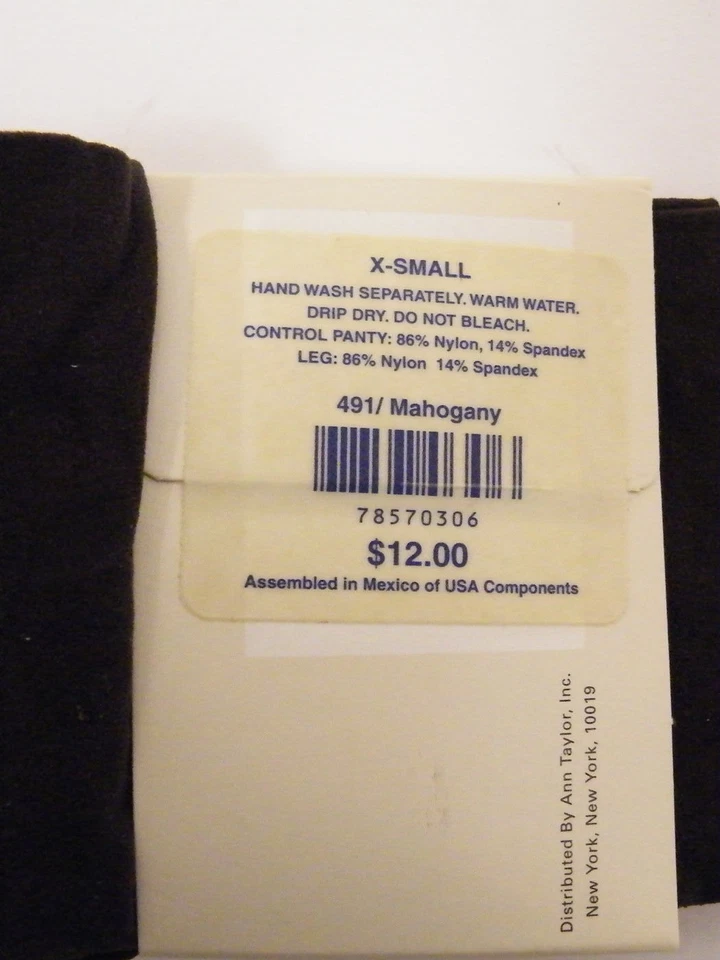 X-SMALL
HAND WASH SEPARATELY. WARM WATER.
DRIP DRY. DO NOT BLEACH.
CONTROL PANTY: 86% Nylon, 14% Spandex
LEG: 86% Nylon 14% Spandex
491/ Mahogany
78570306
$12.00
Assembled in Mexico of USA Components
Distributed By Ann Taylor, Inc.
New York, New York, 10019